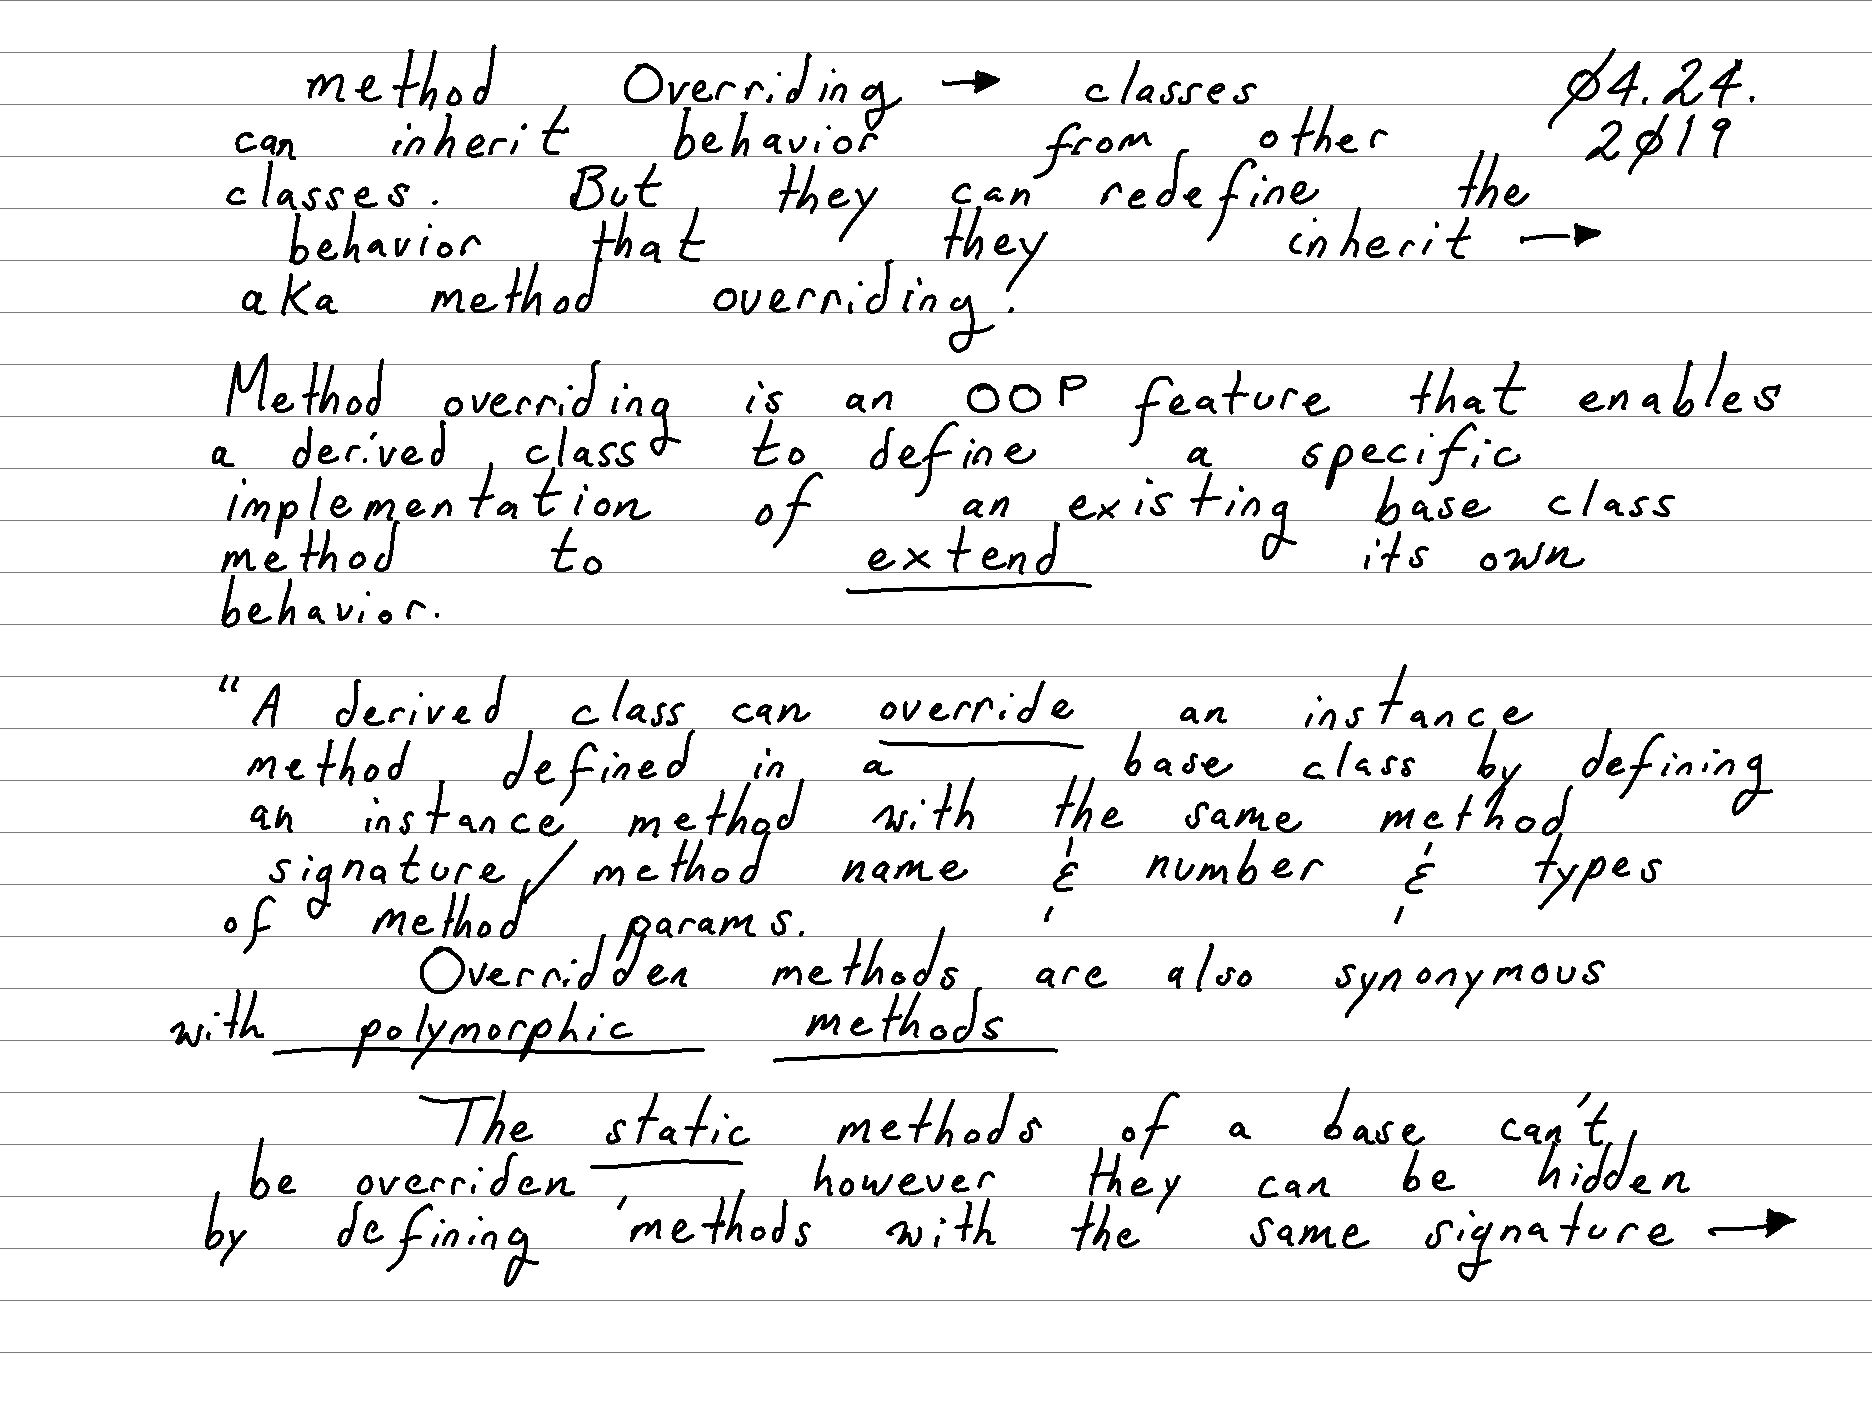 method Overriding → classes Ø4.24.
can inherit behavior from other 2Ø19
classes. But they can redefine the
behavior that they inherit →
aka method overriding!
Method overriding is an OOP feature that enables
a derived class to define a specific
implementation of an existing base class
method to extend its own
behavior.
"A derived class can override an instance
method defined in a base class by defining
an instance method with the same method
signature/method name & number & types
of method params.
Overridden methods are also synonymous
with polymorphic methods
The static methods of a base can't
be overriden, however they can be hidden
by defining methods with the same signature →